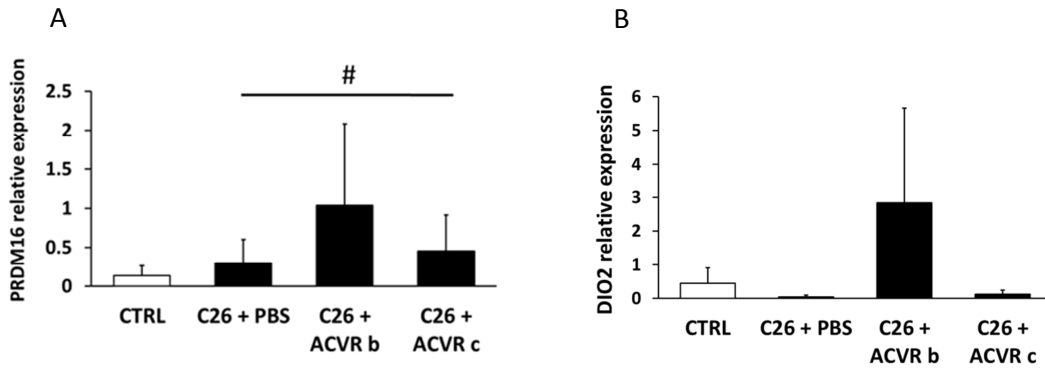 A
#
PRDM16 relative expression
2.5
2
1.5
1
0.5
0
CTRL
C26 + PBS
C26 +
ACVR b
C26 +
ACVR c
B
DIO2 relative expression
6
5
4
3
2
1
0
CTRL
C26 + PBS
C26 +
ACVR b
C26 +
ACVR c